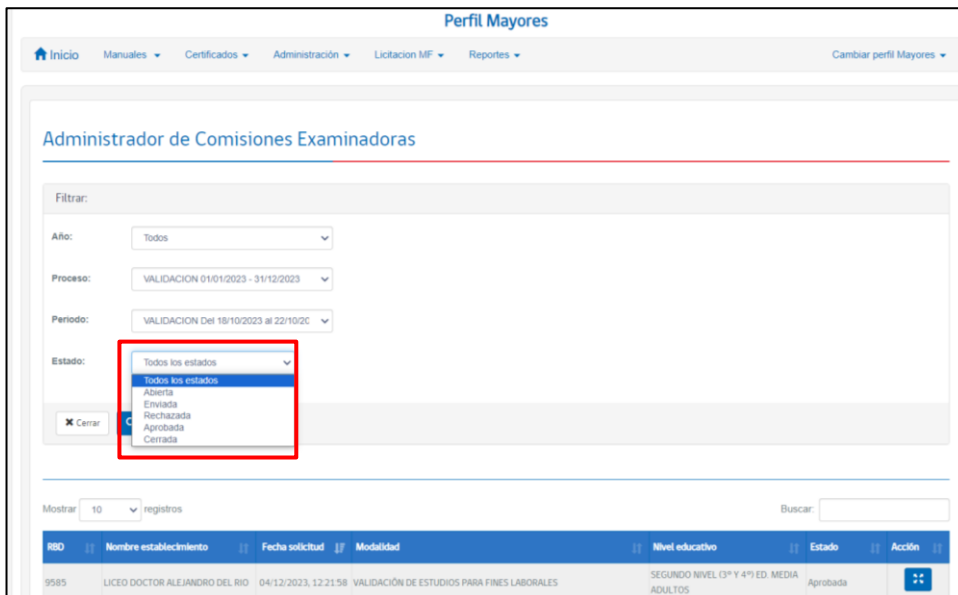 Perfil Mayores
Inicio Manuales Certificados Administración Licitacion MF Reportes Cambiar perfil Mayores
Administrador de Comisiones Examinadoras
Filtrar:
Año: Todos
Proceso: VALIDACION 01/01/2023 - 31/12/2023
Periodo: VALIDACION Del 18/10/2023 al 22/10/20
Estado: Todos los estados
Todos los estados
Abierta
Enviada
Rechazada
Aprobada
Cerrada
Cerrar
Mostrar 10 registros Buscar:
RBD Nombre establecimiento Fecha solicitud Modalidad Nivel educativo Estado Acción
9585 LICEO DOCTOR ALEJANDRO DEL RIO 04/12/2023, 12:21:58 VALIDACIÓN DE ESTUDIOS PARA FINES LABORALES SEGUNDO NIVEL (3º Y 4º) ED. MEDIA ADULTOS Aprobada